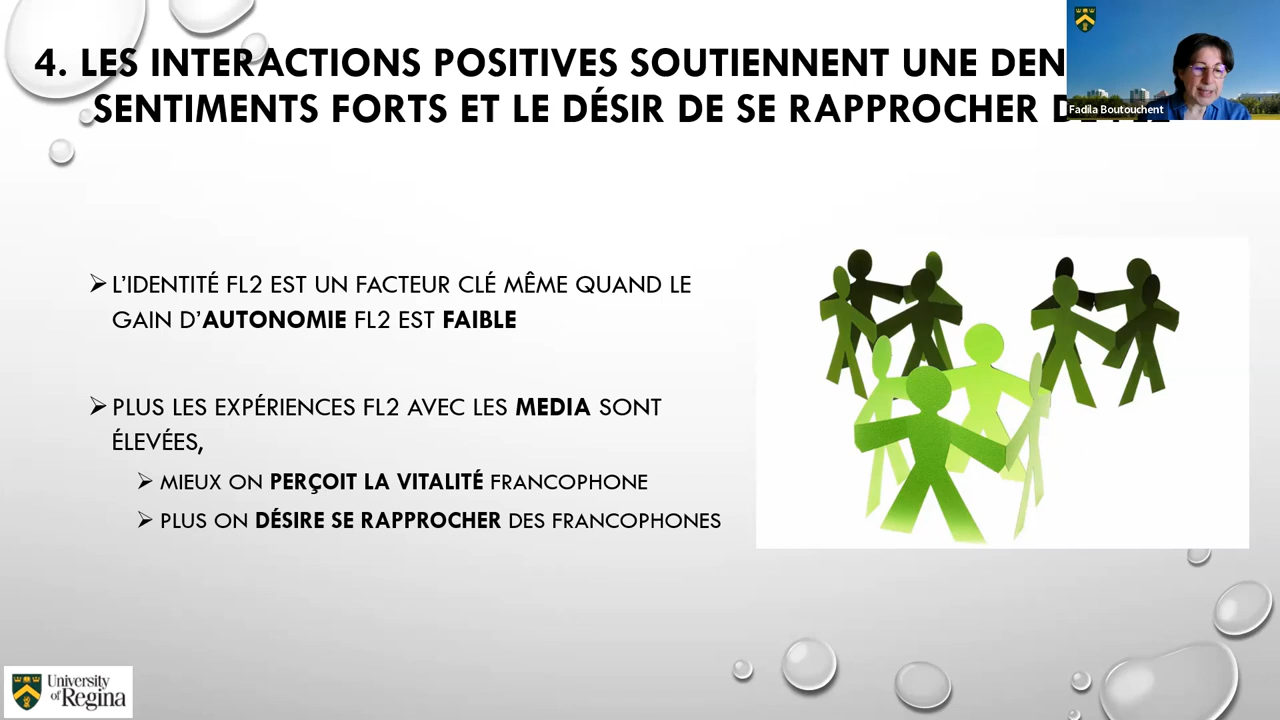 4. LES INTERACTIONS POSITIVES SOUTIENNENT UNE
SENTIMENTS FORTS ET LE DÉSIR DE SE RAPPROCHER
Fadila Boutouchent
L'IDENTITÉ FL2 EST UN FACTEUR CLÉ MÊME QUAND LE
GAIN D'AUTONOMIE FL2 EST FAIBLE
PLUS LES EXPÉRIENCES FL2 AVEC LES MEDIA SONT
ÉLEVÉES,
MIEUX ON PERÇOIT LA VITALITÉ FRANCOPHONE
PLUS ON DÉSIRE SE RAPPROCHER DES FRANCOPHONES
University
of Regina